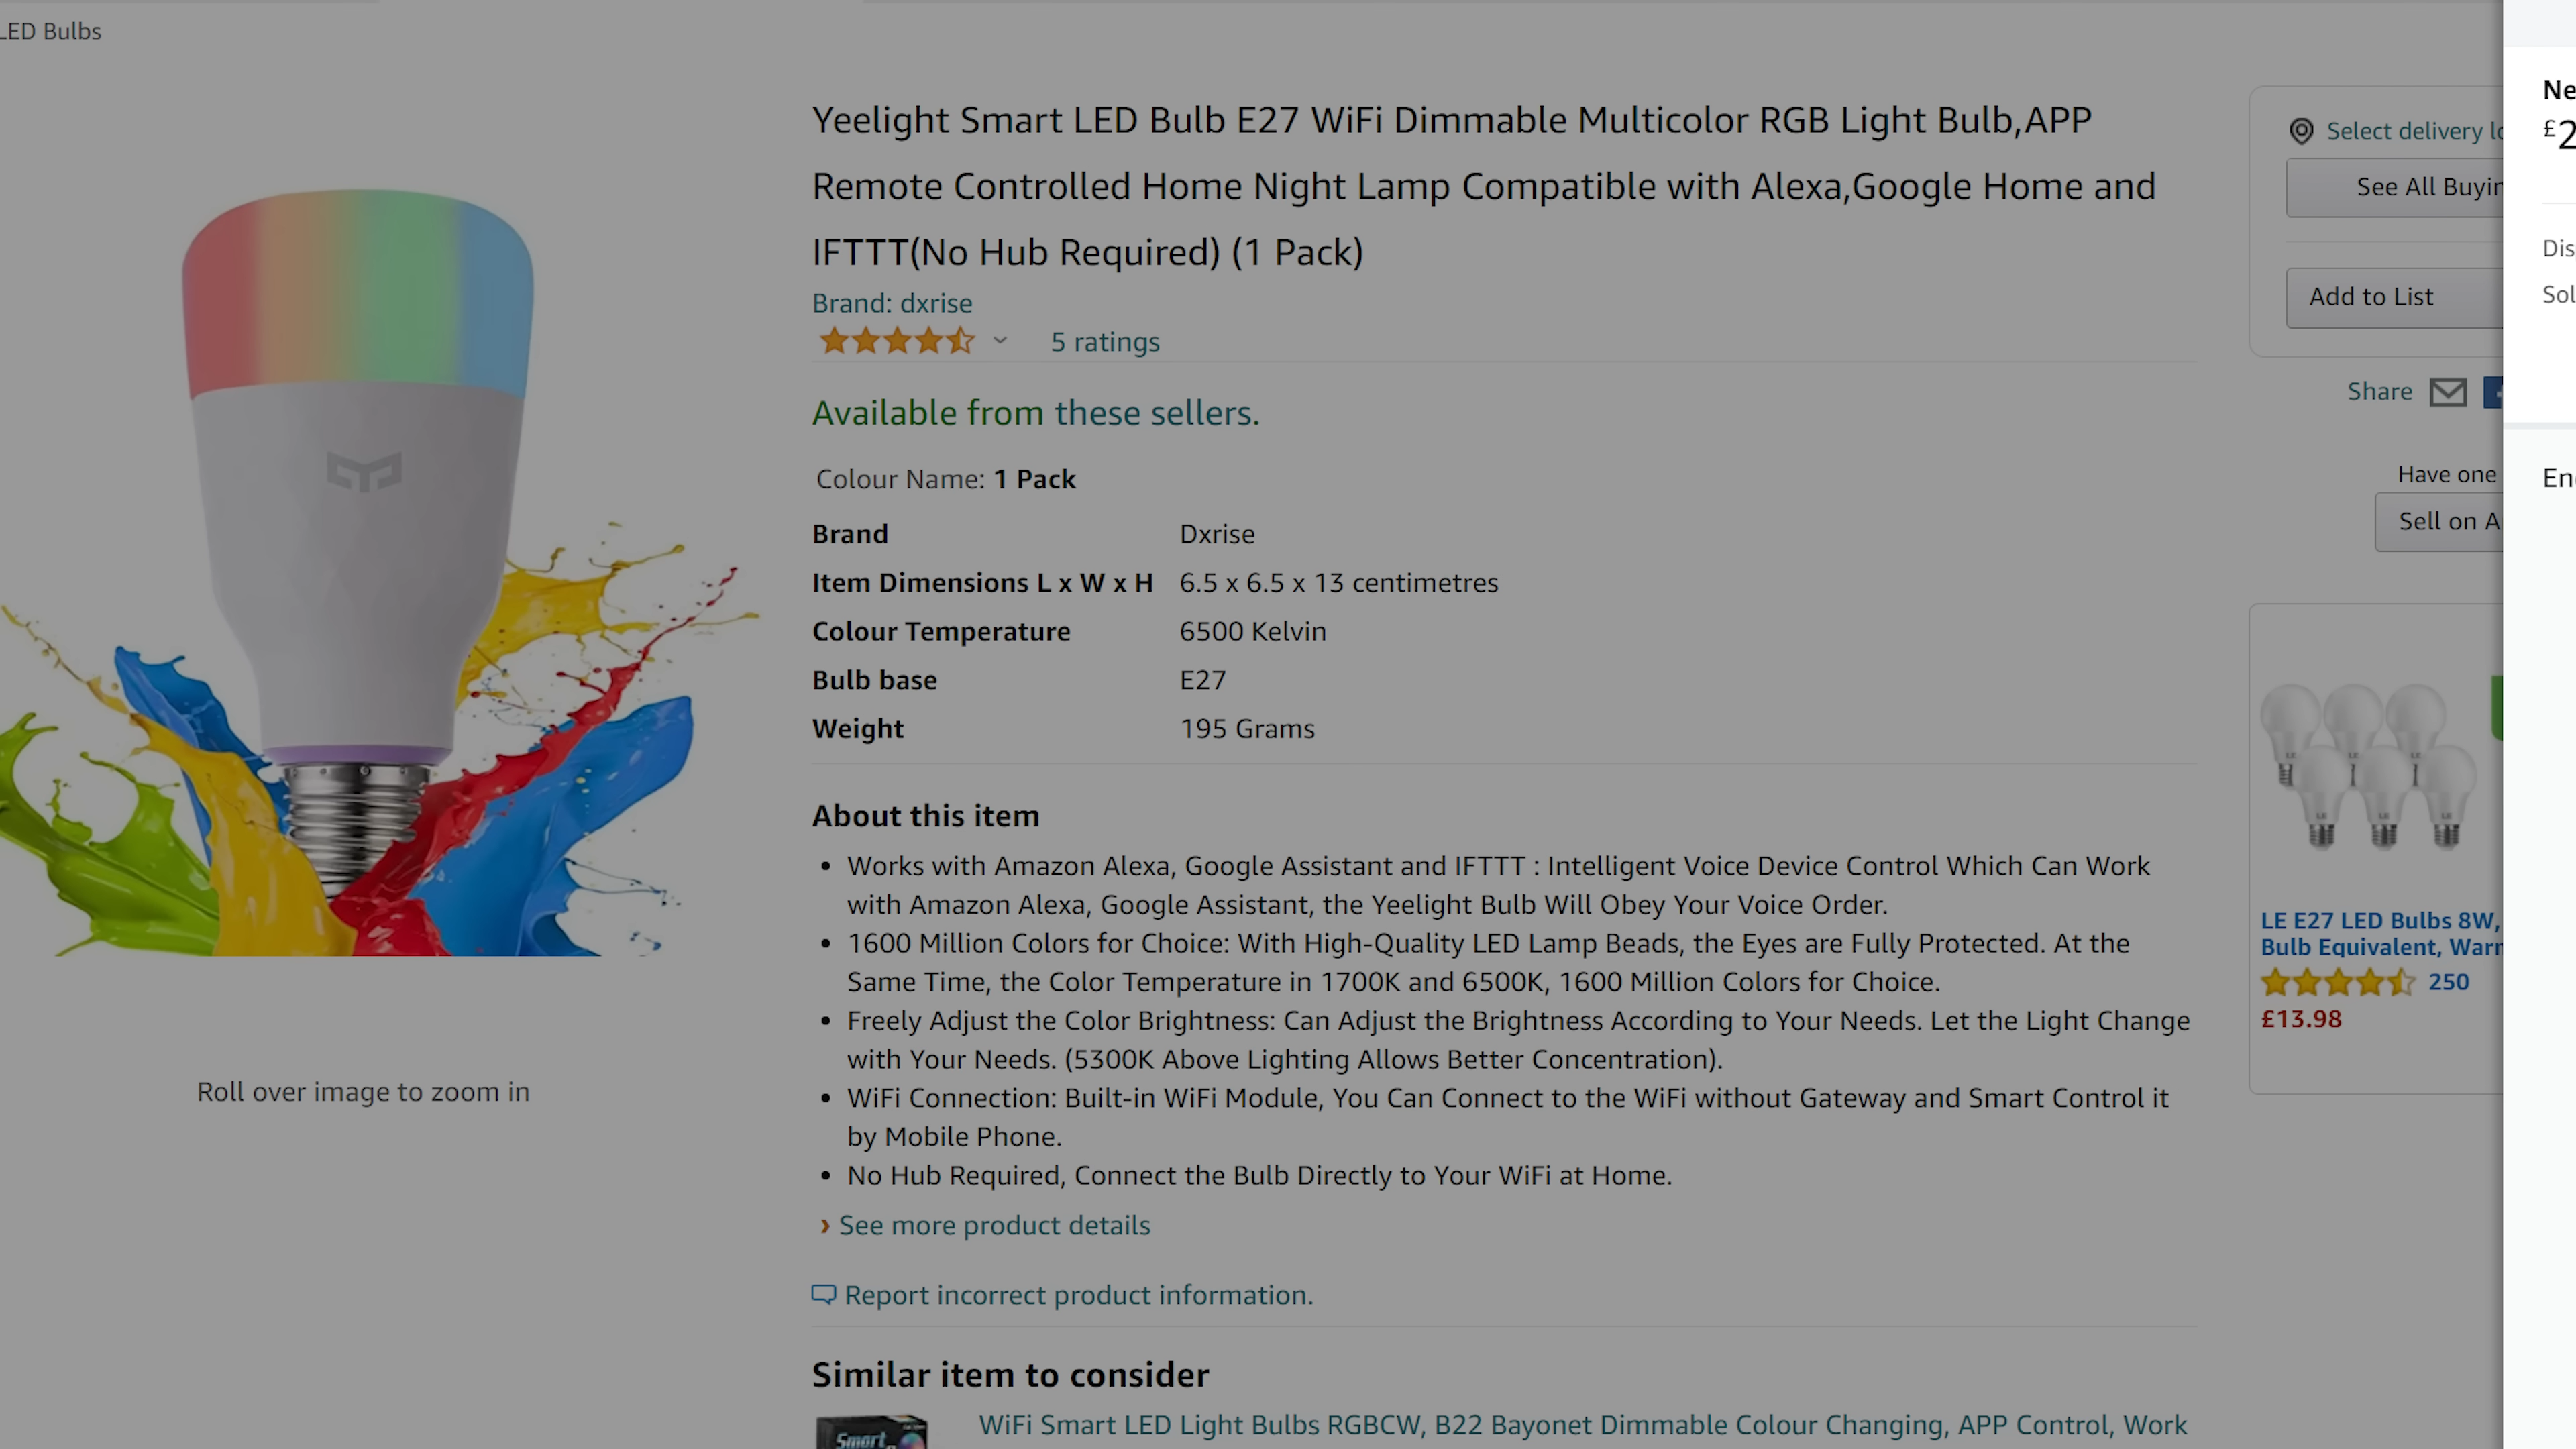 LED Bulbs
Yeelight Smart LED Bulb E27 WiFi Dimmable Multicolor RGB Light Bulb,APP
Remote Controlled Home Night Lamp Compatible with Alexa,Google Home and
IFTTT(No Hub Required) (1 Pack)
Brand: dxrise
5 ratings
Available from these sellers.
Colour Name: 1 Pack
Brand Dxrise
Item Dimensions L x W x H 6.5 x 6.5 x 13 centimetres
Colour Temperature 6500 Kelvin
Bulb base E27
Weight 195 Grams
About this item
• Works with Amazon Alexa, Google Assistant and IFTTT : Intelligent Voice Device Control Which Can Work
with Amazon Alexa, Google Assistant, the Yeelight Bulb Will Obey Your Voice Order.
• 1600 Million Colors for Choice: With High-Quality LED Lamp Beads, the Eyes are Fully Protected. At the
Same Time, the Color Temperature in 1700K and 6500K, 1600 Million Colors for Choice.
• Freely Adjust the Color Brightness: Can Adjust the Brightness According to Your Needs. Let the Light Change
with Your Needs. (5300K Above Lighting Allows Better Concentration).
• WiFi Connection: Built-in WiFi Module, You Can Connect to the WiFi without Gateway and Smart Control it
by Mobile Phone.
• No Hub Required, Connect the Bulb Directly to Your WiFi at Home.
› See more product details
Report incorrect product information.
Similar item to consider
Smart
WiFi Smart LED Light Bulbs RGBCW, B22 Bayonet Dimmable Colour Changing, APP Control, Work
Roll over image to zoom in
Select delivery lo
See All Buyin
Add to List
Share
Have one
Sell on A
LE E27 LED Bulbs 8W,
Bulb Equivalent, Warm
250
£13.98
Ne
£2
Dis
Sol
En